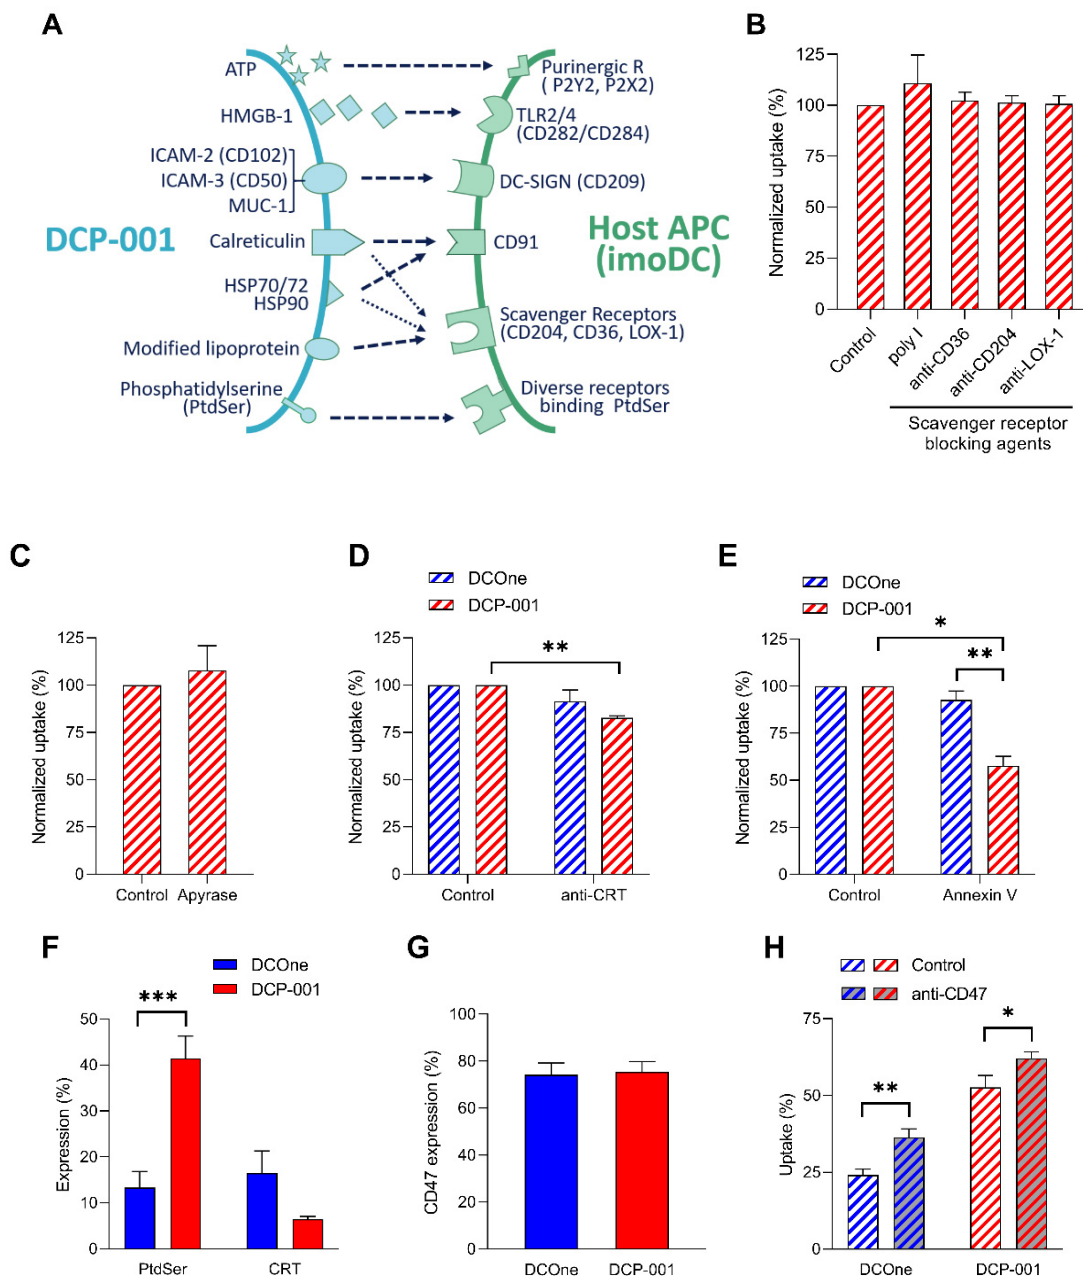 A
ATP
HMGB-1
ICAM-2 (CD102)
ICAM-3 (CD50)
MUC-1
DCP-001
Calreticulin
HSP70/72
HSP90
Modified lipoprotein
Phosphatidylserine
(PtdSer)
Purinergic R
( P2Y2, P2X2)
TLR2/4
(CD282/CD284)
DC-SIGN (CD209)
Host APC
(imoDC)
CD91
Scavenger Receptors
(CD204, CD36, LOX-1)
Diverse receptors
binding PtdSer
B
Normalized uptake (%)
125
100
75
50
25
0
Control
poly I
anti-CD36
anti-CD204
anti-LOX-1
Scavenger receptor
blocking agents
C
Normalized uptake (%)
125
100
75
50
25
0
Control Apyrase
D
DCOne
DCP-001
Normalized uptake (%)
125
100
75
50
25
0
**
Control anti-CRT
E
DCOne
DCP-001
Normalized uptake (%)
125
100
75
50
25
0
*
**
Control Annexin V
F
DCOne
DCP-001
Expression (%)
50
40
30
20
10
0
***
PtdSer CRT
G
CD47 expression (%)
100
80
60
40
20
0
DCOne DCP-001
H
Control
anti-CD47
Uptake (%)
75
50
25
0
**
*
DCOne DCP-001